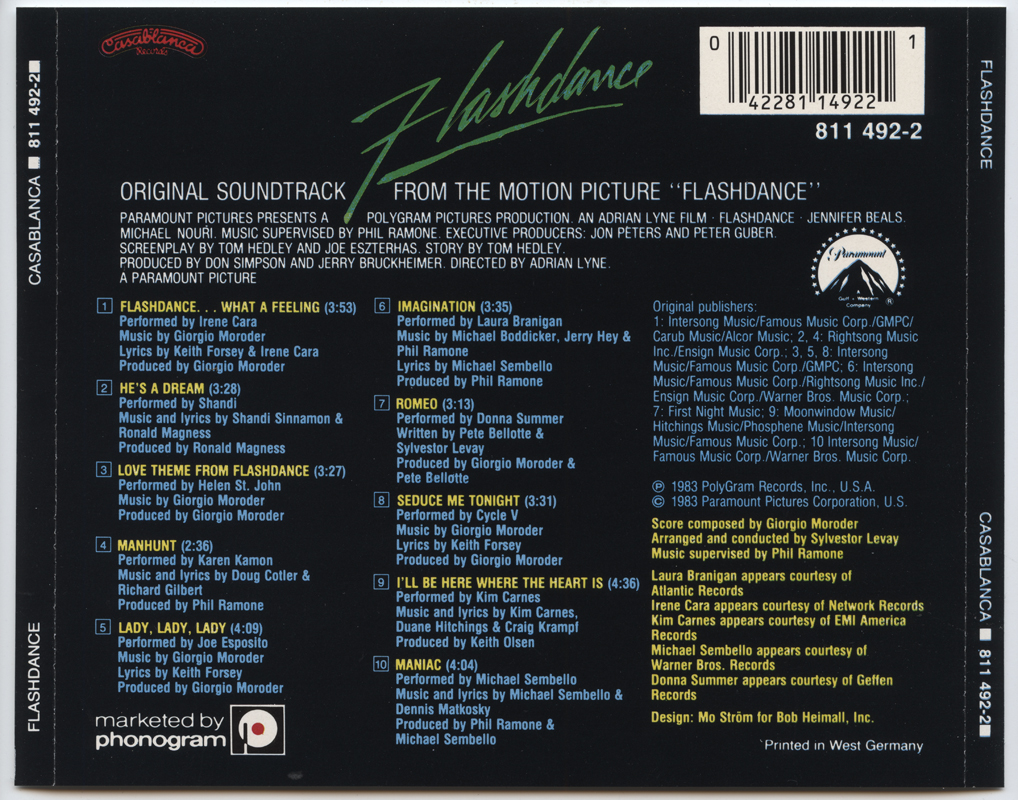 Casablanca
Records
Flashdance
0 42281 14922 1
811 492-2
ORIGINAL SOUNDTRACK FROM THE MOTION PICTURE "FLASHDANCE"
PARAMOUNT PICTURES PRESENTS A POLYGRAM PICTURES PRODUCTION. AN ADRIAN LYNE FILM · FLASHDANCE · JENNIFER BEALS.
MICHAEL NOURI. MUSIC SUPERVISED BY PHIL RAMONE. EXECUTIVE PRODUCERS: JON PETERS AND PETER GUBER.
SCREENPLAY BY TOM HEDLEY AND JOE ESZTERHAS. STORY BY TOM HEDLEY.
PRODUCED BY DON SIMPSON AND JERRY BRUCKHEIMER. DIRECTED BY ADRIAN LYNE.
A PARAMOUNT PICTURE
Paramount
A
Gulf + Western
Company
®
1 FLASHDANCE. . . WHAT A FEELING (3:53)
Performed by Irene Cara
Music by Giorgio Moroder
Lyrics by Keith Forsey & Irene Cara
Produced by Giorgio Moroder
2 HE'S A DREAM (3:28)
Performed by Shandi
Music and lyrics by Shandi Sinnamon &
Ronald Magness
Produced by Ronald Magness
3 LOVE THEME FROM FLASHDANCE (3:27)
Performed by Helen St. John
Music by Giorgio Moroder
Produced by Giorgio Moroder
4 MANHUNT (2:36)
Performed by Karen Kamon
Music and lyrics by Doug Cotler &
Richard Gilbert
Produced by Phil Ramone
5 LADY, LADY, LADY (4:09)
Performed by Joe Esposito
Music by Giorgio Moroder
Lyrics by Keith Forsey
Produced by Giorgio Moroder
6 IMAGINATION (3:35)
Performed by Laura Branigan
Music by Michael Boddicker, Jerry Hey &
Phil Ramone
Lyrics by Michael Sembello
Produced by Phil Ramone
7 ROMEO (3:13)
Performed by Donna Summer
Written by Pete Bellotte &
Sylvestor Levay
Produced by Giorgio Moroder &
Pete Bellotte
8 SEDUCE ME TONIGHT (3:31)
Performed by Cycle V
Music by Giorgio Moroder
Lyrics by Keith Forsey
Produced by Giorgio Moroder
9 I'LL BE HERE WHERE THE HEART IS (4:36)
Performed by Kim Carnes
Music and lyrics by Kim Carnes,
Duane Hitchings & Craig Krampf
Produced by Keith Olsen
10 MANIAC (4:04)
Performed by Michael Sembello
Music and lyrics by Michael Sembello &
Dennis Matkosky
Produced by Phil Ramone &
Michael Sembello
Original publishers:
1: Intersong Music/Famous Music Corp./GMPC/
Carub Music/Alcor Music; 2, 4: Rightsong Music
Inc./Ensign Music Corp.; 3, 5, 8: Intersong
Music/Famous Music Corp./GMPC; 6: Intersong
Music/Famous Music Corp./Rightsong Music Inc./
Ensign Music Corp./Warner Bros. Music Corp.;
7: First Night Music; 9: Moonwindow Music/
Hitchings Music/Phosphene Music/Intersong
Music/Famous Music Corp.; 10 Intersong Music/
Famous Music Corp./Warner Bros. Music Corp.
℗ 1983 PolyGram Records, Inc., U.S.A.
© 1983 Paramount Pictures Corporation, U.S.
Score composed by Giorgio Moroder
Arranged and conducted by Sylvestor Levay
Music supervised by Phil Ramone
Laura Branigan appears courtesy of
Atlantic Records
Irene Cara appears courtesy of Network Records
Kim Carnes appears courtesy of EMI America
Records
Michael Sembello appears courtesy of
Warner Bros. Records
Donna Summer appears courtesy of Geffen
Records
Design: Mo Ström for Bob Heimall, Inc.
Printed in West Germany
marketed by
phonogram
p
FLASHDANCE CASABLANCA ■ 811 492-2■
FLASHDANCE CASABLANCA ■ 811 492-2■